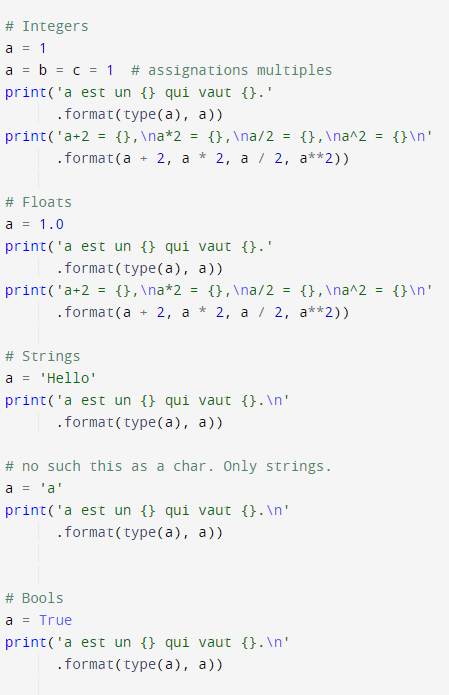 # Integers
a = 1
a = b = c = 1  # assignations multiples
print('a est un {} qui vaut {}.'
      .format(type(a), a))
print('a+2 = {},\na*2 = {},\na/2 = {},\na^2 = {}\n'
      .format(a + 2, a * 2, a / 2, a**2))
# Floats
a = 1.0
print('a est un {} qui vaut {}.'
      .format(type(a), a))
print('a+2 = {},\na*2 = {},\na/2 = {},\na^2 = {}\n'
      .format(a + 2, a * 2, a / 2, a**2))
# Strings
a = 'Hello'
print('a est un {} qui vaut {}.\n'
      .format(type(a), a))
# no such this as a char. Only strings.
a = 'a'
print('a est un {} qui vaut {}.\n'
      .format(type(a), a))
# Bools
a = True
print('a est un {} qui vaut {}.\n'
      .format(type(a), a))